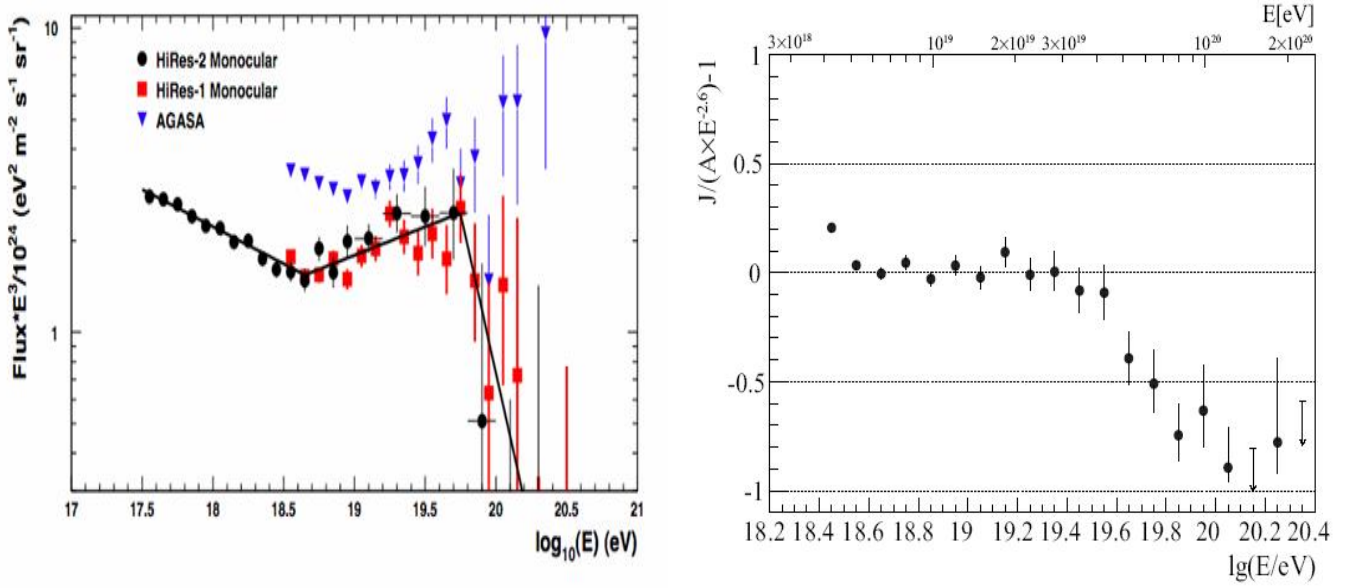 Flux*E³/10²⁴ (eV² m⁻² s⁻¹ sr⁻¹)
10
1
HiRes-2 Monocular
HiRes-1 Monocular
AGASA
17 17.5 18 18.5 19 19.5 20 20.5 21
log₁₀(E) (eV)
E[eV]
3×10¹⁸ 10¹⁹ 2×10¹⁹ 3×10¹⁹ 10²⁰ 2×10²⁰
J/(A×E⁻²·⁶)-1
1
0.5
0
-0.5
-1
18.2 18.4 18.6 18.8 19 19.2 19.4 19.6 19.8 20 20.2 20.4
lg(E/eV)